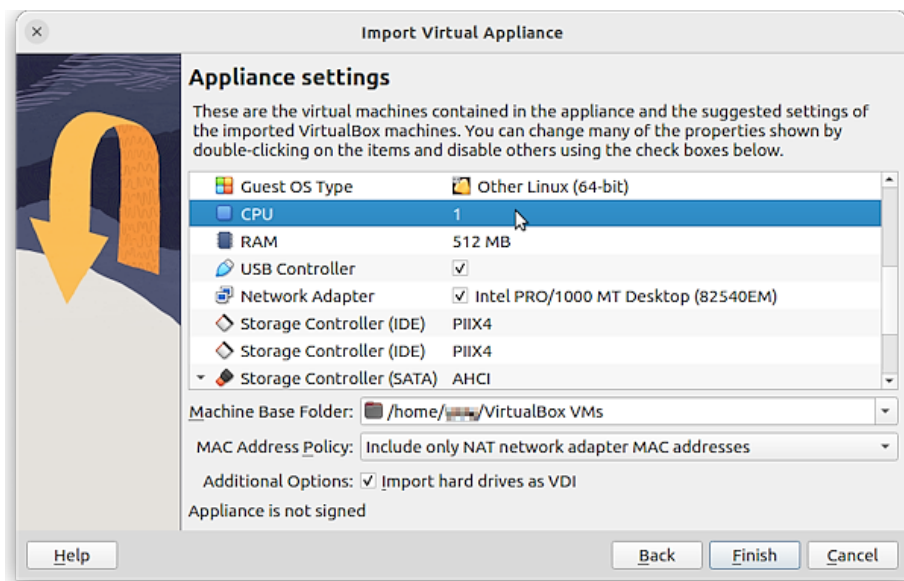 Import Virtual Appliance
Appliance settings
These are the virtual machines contained in the appliance and the suggested settings of
the imported VirtualBox machines. You can change many of the properties shown by
double-clicking on the items and disable others using the check boxes below.
Guest OS Type Other Linux (64-bit)
CPU 1
RAM 512 MB
USB Controller
Network Adapter Intel PRO/1000 MT Desktop (82540EM)
Storage Controller (IDE) PIIX4
Storage Controller (IDE) PIIX4
Storage Controller (SATA) AHCI
Machine Base Folder: /home/ /VirtualBox VMs
MAC Address Policy: Include only NAT network adapter MAC addresses
Additional Options: Import hard drives as VDI
Appliance is not signed
Help Back Finish Cancel